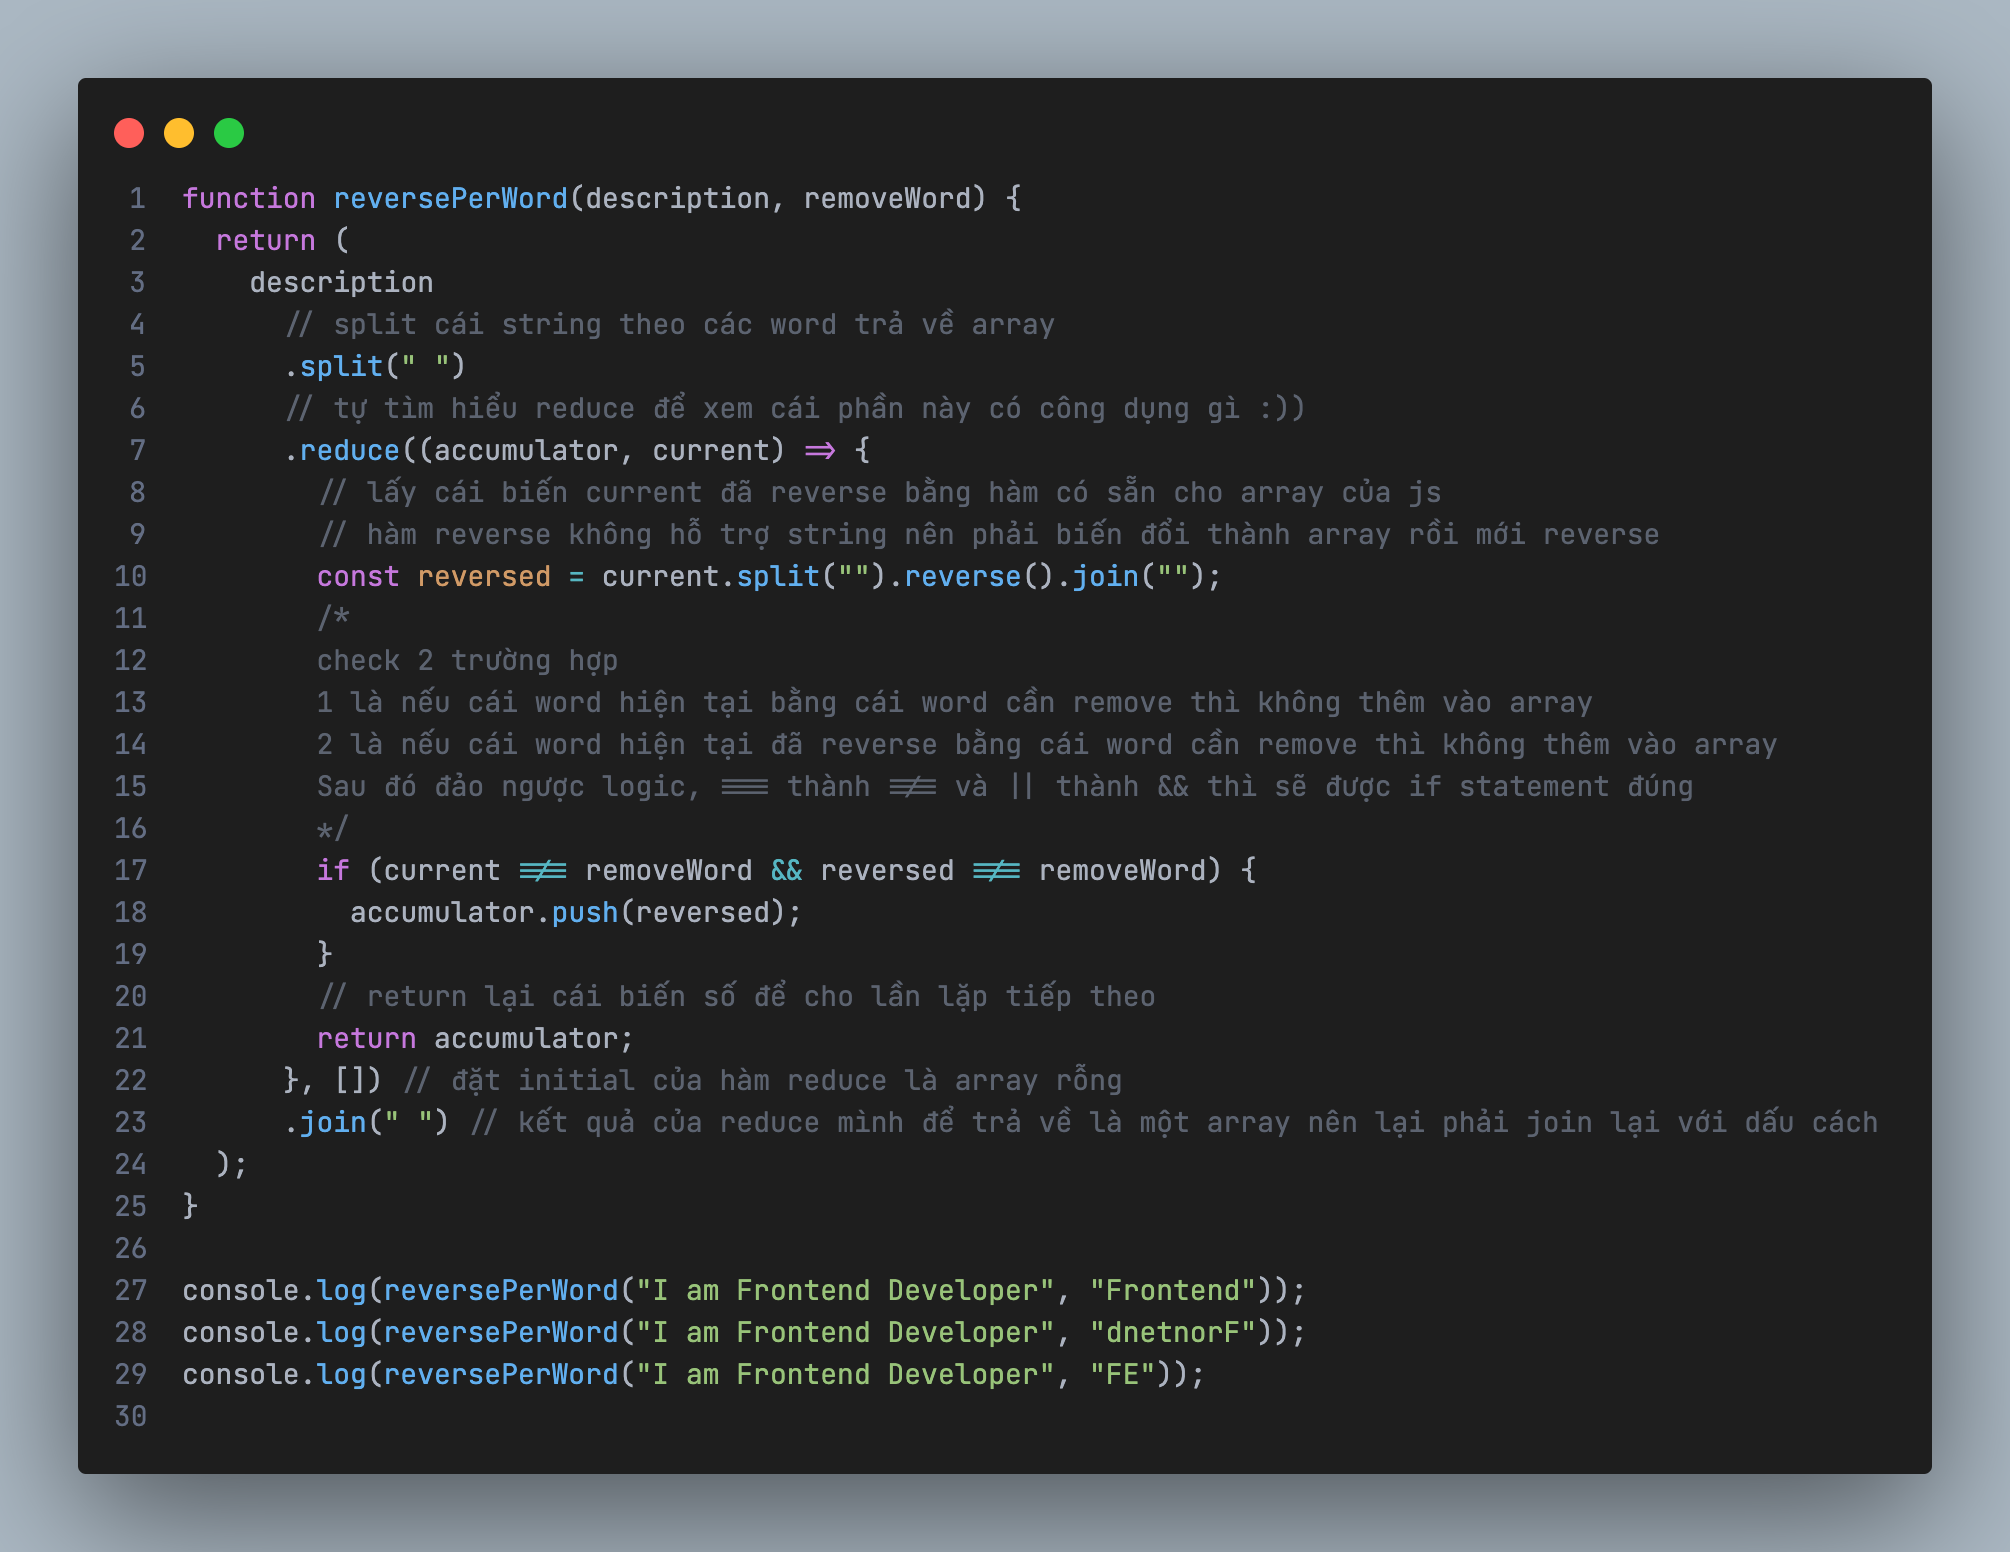 1 function reversePerWord(description, removeWord) {
2 return (
3 description
4 // split cái string theo các word trả về array
5 .split(" ")
6 // tự tìm hiểu reduce để xem cái phần này có công dụng gì :))
7 .reduce((accumulator, current) => {
8 // lấy cái biến current đã reverse bằng hàm có sẵn cho array của js
9 // hàm reverse không hỗ trợ string nên phải biến đổi thành array rồi mới reverse
10 const reversed = current.split("").reverse().join("");
11 /*
12 check 2 trường hợp
13 1 là nếu cái word hiện tại bằng cái word cần remove thì không thêm vào array
14 2 là nếu cái word hiện tại đã reverse bằng cái word cần remove thì không thêm vào array
15 Sau đó đảo ngược logic, === thành !== và || thành && thì sẽ được if statement đúng
16 */
17 if (current !== removeWord && reversed !== removeWord) {
18 accumulator.push(reversed);
19 }
20 // return lại cái biến số để cho lần lặp tiếp theo
21 return accumulator;
22 }, []) // đặt initial của hàm reduce là array rỗng
23 .join(" ") // kết quả của reduce mình để trả về là một array nên lại phải join lại với dấu cách
24 );
25 }
26
27 console.log(reversePerWord("I am Frontend Developer", "Frontend"));
28 console.log(reversePerWord("I am Frontend Developer", "dnetnorF"));
29 console.log(reversePerWord("I am Frontend Developer", "FE"));
30